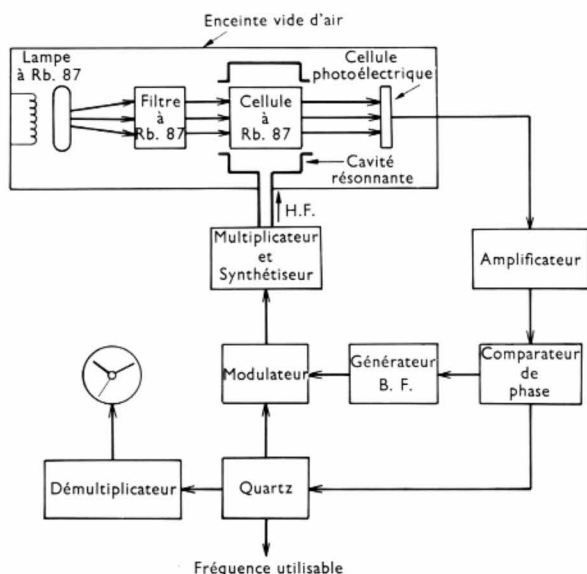 Enceinte vide d'air
Lampe
à Rb. 87
Filtre
à
Rb. 87
Cellule
à
Rb. 87
Cellule
photoélectrique
Cavité
résonnante
H.F.
Multiplicateur
et
Synthétiseur
Amplificateur
Modulateur
Générateur
B. F.
Comparateur
de
phase
Démultiplicateur
Quartz
Fréquence utilisable